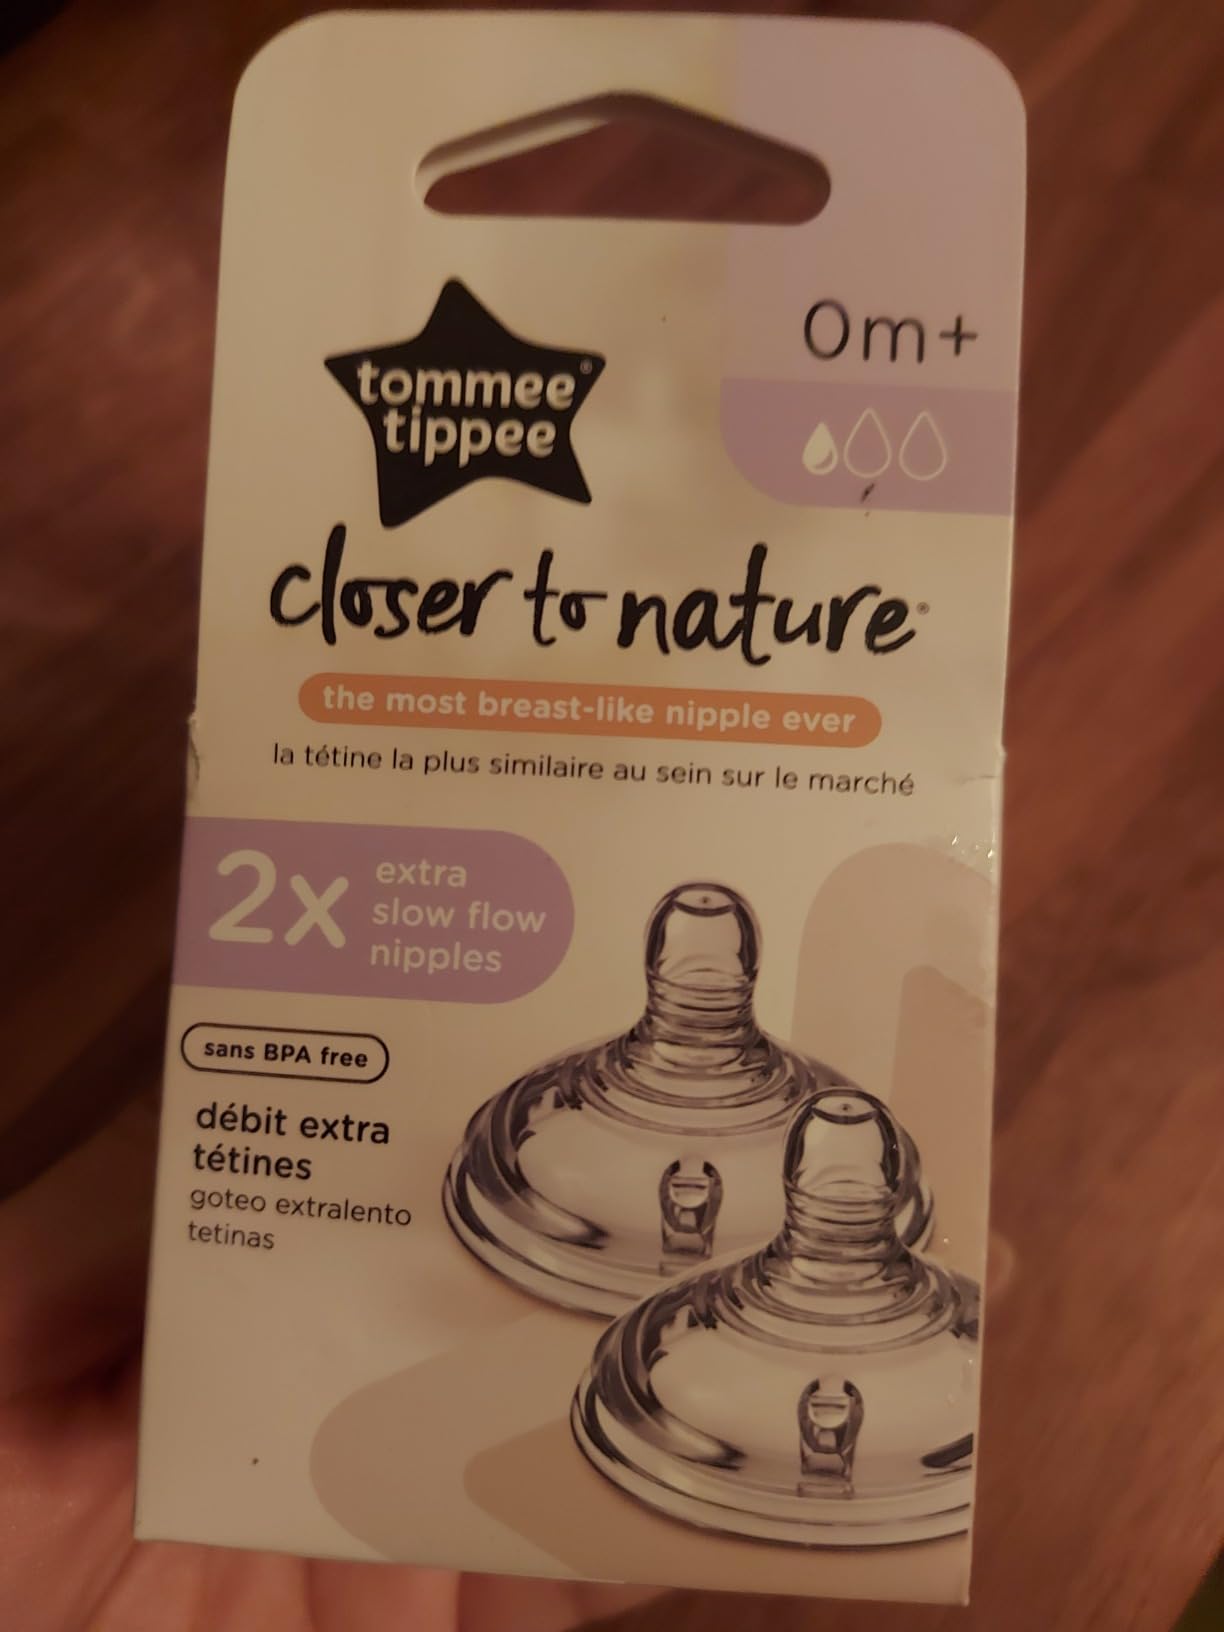 0m+
tommee®
tippee
closer to nature®
the most breast-like nipple ever
la tétine la plus similaire au sein sur le marché
2x
extra
slow flow
nipples
sans BPA free
débit extra
tétines
goteo extralento
tetinas